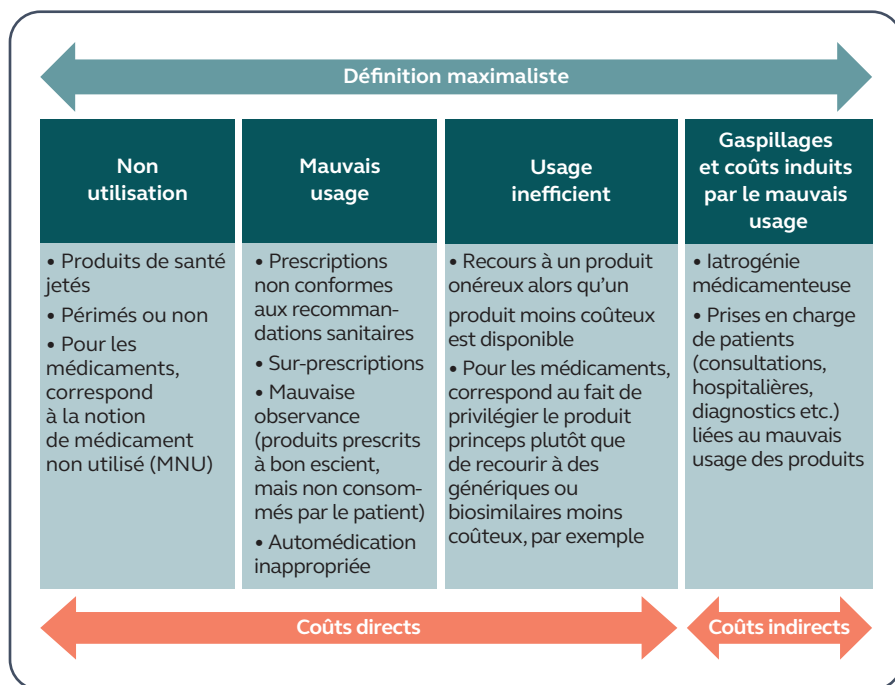 Définition maximaliste
Non
utilisation
• Produits de santé
jetés
• Périmés ou non
• Pour les
médicaments,
correspond
à la notion
de médicament
non utilisé (MNU)
Mauvais
usage
• Prescriptions
non conformes
aux recomman-
dations sanitaires
• Sur-prescriptions
• Mauvaise
observance
(produits prescrits
à bon escient,
mais non consom-
més par le patient)
• Automédication
inappropriée
Usage
inefficient
• Recours à un produit
onéreux alors qu’un
produit moins coûteux
est disponible
• Pour les médicaments,
correspond au fait de
privilégier le produit
princeps plutôt que
de recourir à des
génériques ou
biosimilaires moins
coûteux, par exemple
Gaspillages
et coûts induits
par le mauvais
usage
• Iatrogénie
médicamenteuse
• Prises en charge
de patients
(consultations,
hospitalières,
diagnostics etc.)
liées au mauvais
usage des produits
Coûts directs
Coûts indirects